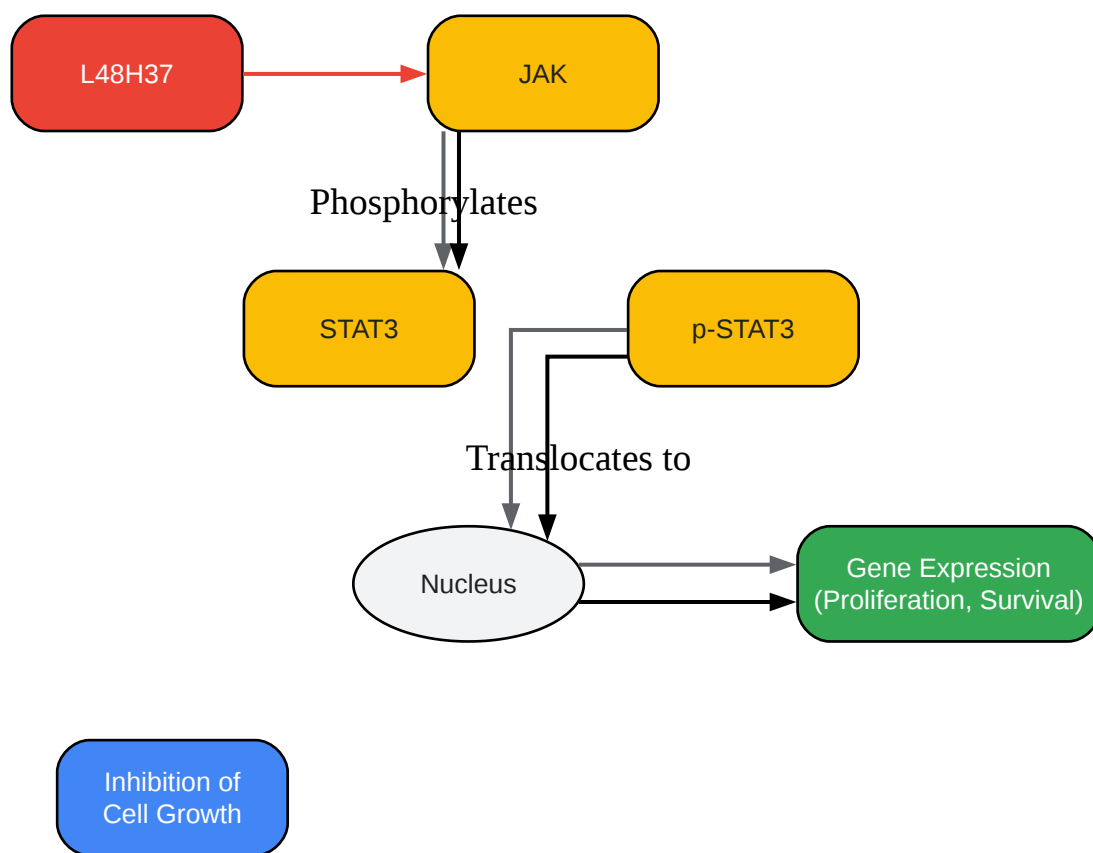 L48H37
JAK
Phosphorylates
STAT3
p-STAT3
Translocates to
Nucleus
Gene Expression
(Proliferation, Survival)
Inhibition of
Cell Growth